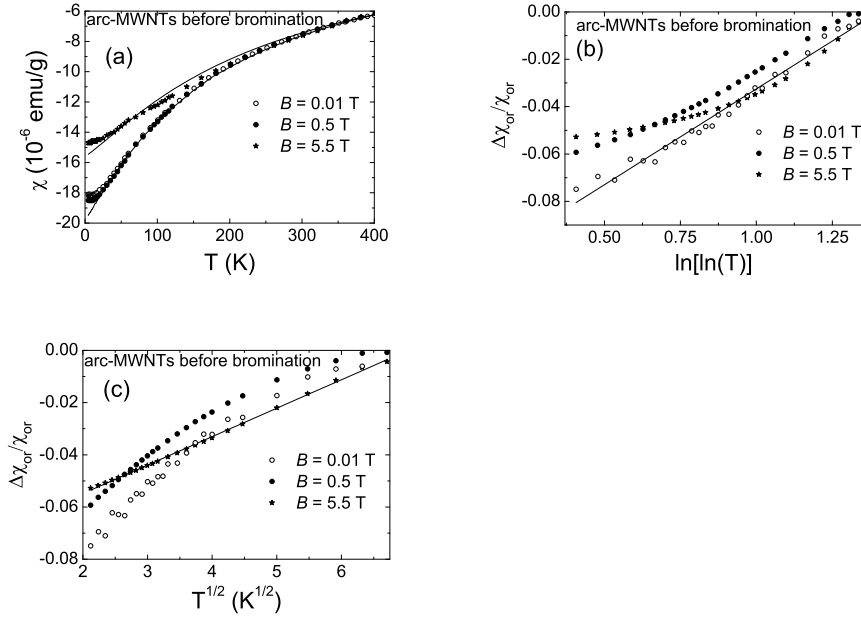 arc-MWNTs before bromination
(a)
B = 0.01 T
B = 0.5 T
B = 5.5 T
χ (10⁻⁶ emu/g)
-6
-8
-10
-12
-14
-16
-18
-20
0 100 200 300 400
T (K)
arc-MWNTs before bromination
(b)
B = 0.01 T
B = 0.5 T
B = 5.5 T
Δχor/χor
0.00
-0.02
-0.04
-0.06
-0.08
0.50 0.75 1.00 1.25
ln[ln(T)]
arc-MWNTs before bromination
(c)
B = 0.01 T
B = 0.5 T
B = 5.5 T
Δχor/χor
0.00
-0.02
-0.04
-0.06
-0.08
2 3 4 5 6
T^1/2 (K^1/2)